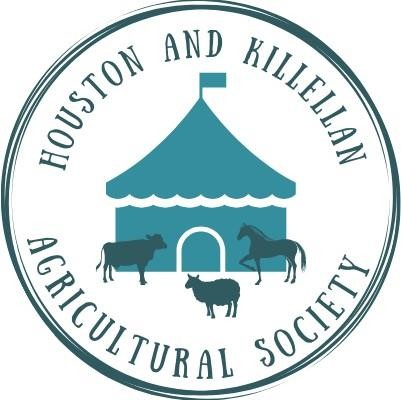 HOUSTON AND KILLELLAN
AGRICULTURAL SOCIETY